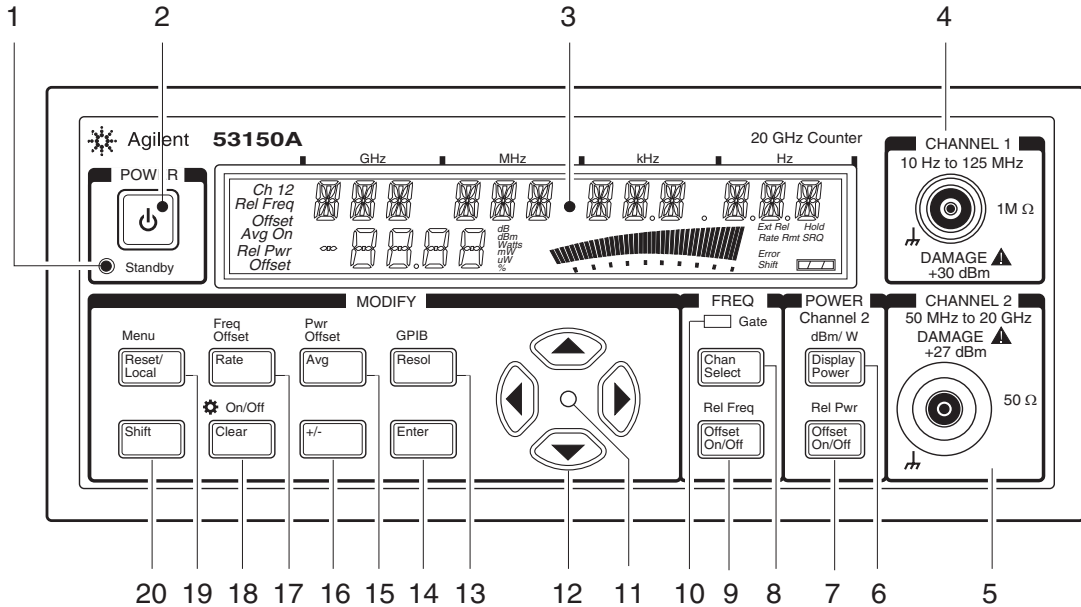 1 2 3 4
Agilent 53150A 20 GHz Counter
GHz MHz kHz Hz
POWER
Standby
Ch 12
Rel Freq
Offset
Avg On
Rel Pwr
Offset
dB
dBm
Watts
mW
uW
%
Ext Rel Hold
Rate Rmt SRQ
Error
Shift
CHANNEL 1
10 Hz to 125 MHz
1M Ω
DAMAGE
+30 dBm
MODIFY
Menu
Reset/
Local
Freq
Offset
Rate
Pwr
Offset
Avg
GPIB
Resol
Shift
On/Off
Clear
+/-
Enter
FREQ
Gate
Chan
Select
Rel Freq
Offset
On/Off
POWER
Channel 2
dBm/ W
Display
Power
Rel Pwr
Offset
On/Off
CHANNEL 2
50 MHz to 20 GHz
DAMAGE
+27 dBm
50 Ω
20 19 18 17 16 15 14 13 12 11 10 9 8 7 6 5